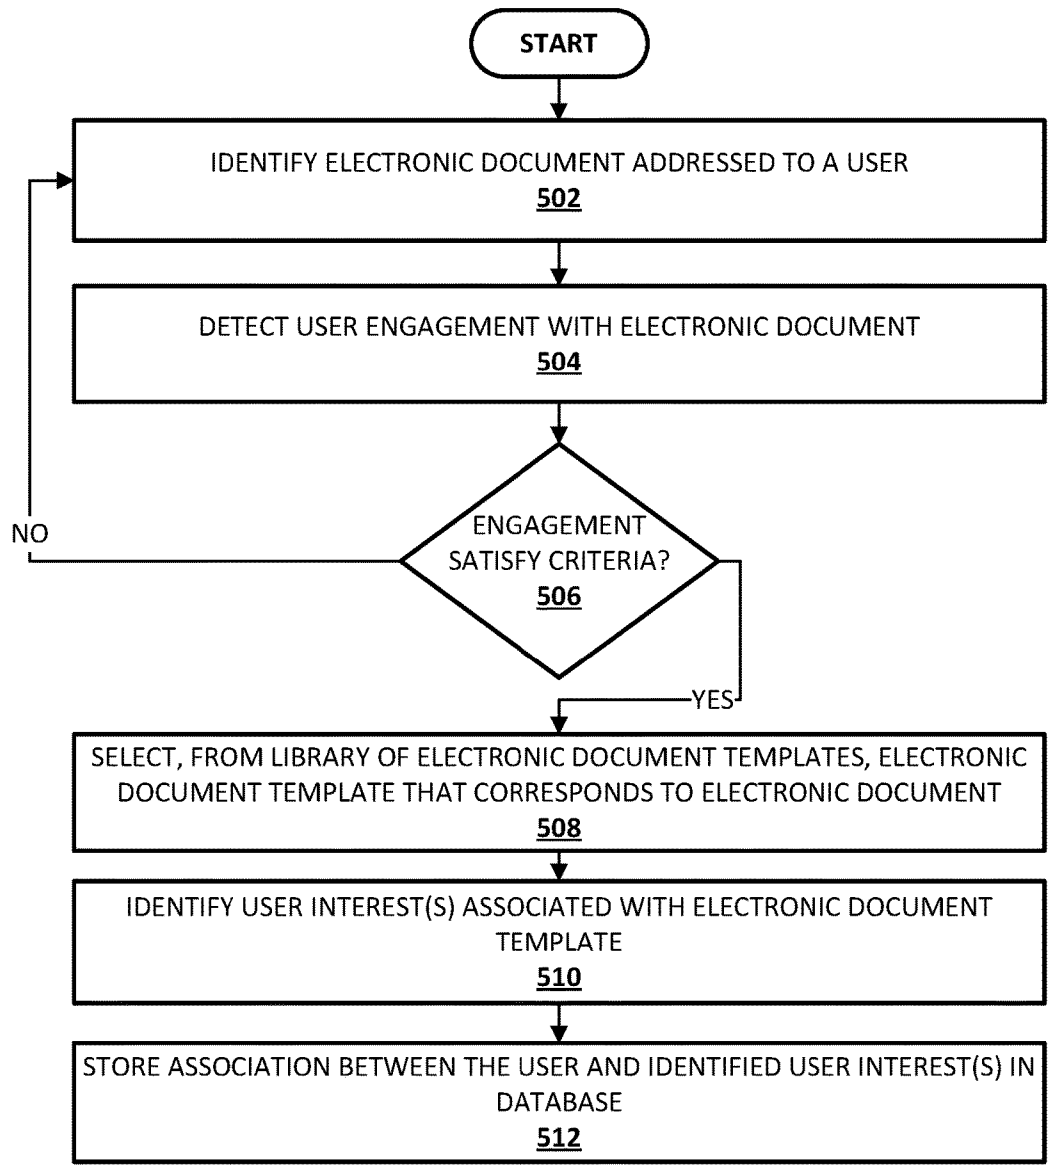 START
IDENTIFY ELECTRONIC DOCUMENT ADDRESSED TO A USER
502
DETECT USER ENGAGEMENT WITH ELECTRONIC DOCUMENT
504
ENGAGEMENT
SATISFY CRITERIA?
506
NO
YES
SELECT, FROM LIBRARY OF ELECTRONIC DOCUMENT TEMPLATES, ELECTRONIC
DOCUMENT TEMPLATE THAT CORRESPONDS TO ELECTRONIC DOCUMENT
508
IDENTIFY USER INTEREST(S) ASSOCIATED WITH ELECTRONIC DOCUMENT
TEMPLATE
510
STORE ASSOCIATION BETWEEN THE USER AND IDENTIFIED USER INTEREST(S) IN
DATABASE
512